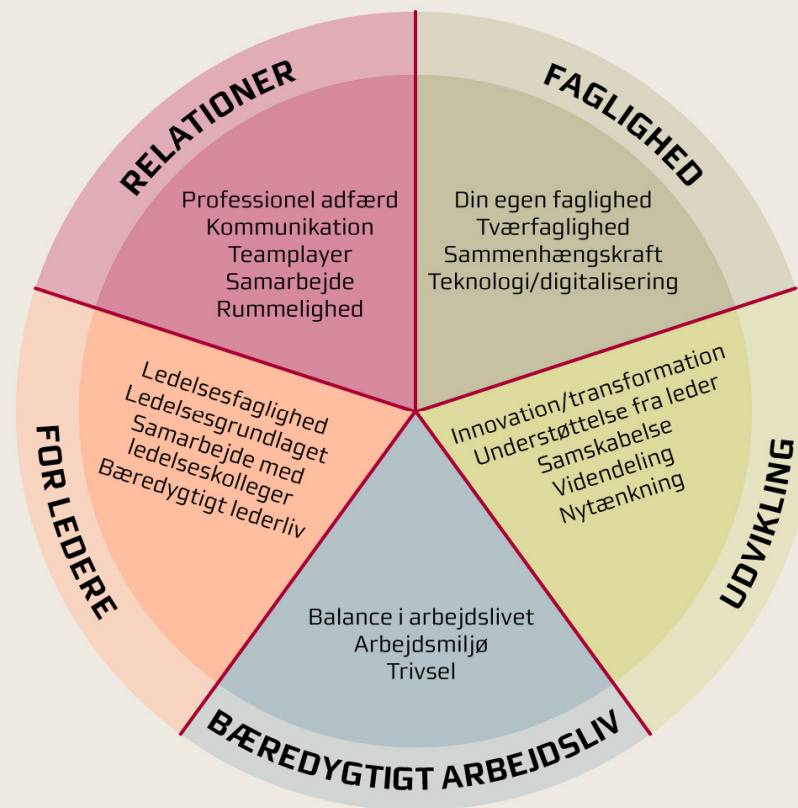 RELATIONER
Professionel adfærd
Kommunikation
Teamplayer
Samarbejde
Rummelighed
FAGLIGHED
Din egen faglighed
Tværfaglighed
Sammenhængskraft
Teknologi/digitalisering
UDVIKLING
Innovation/transformation
Understøttelse fra leder
Samskabelse
Videndeling
Nytænkning
BÆREDYGTIGT ARBEJDSLIV
Balance i arbejdslivet
Arbejdsmiljø
Trivsel
FOR LEDERE
Ledelsesfaglighed
Ledelsesgrundlaget
Samarbejde med
ledelseskolleger
Bæredygtigt lederliv